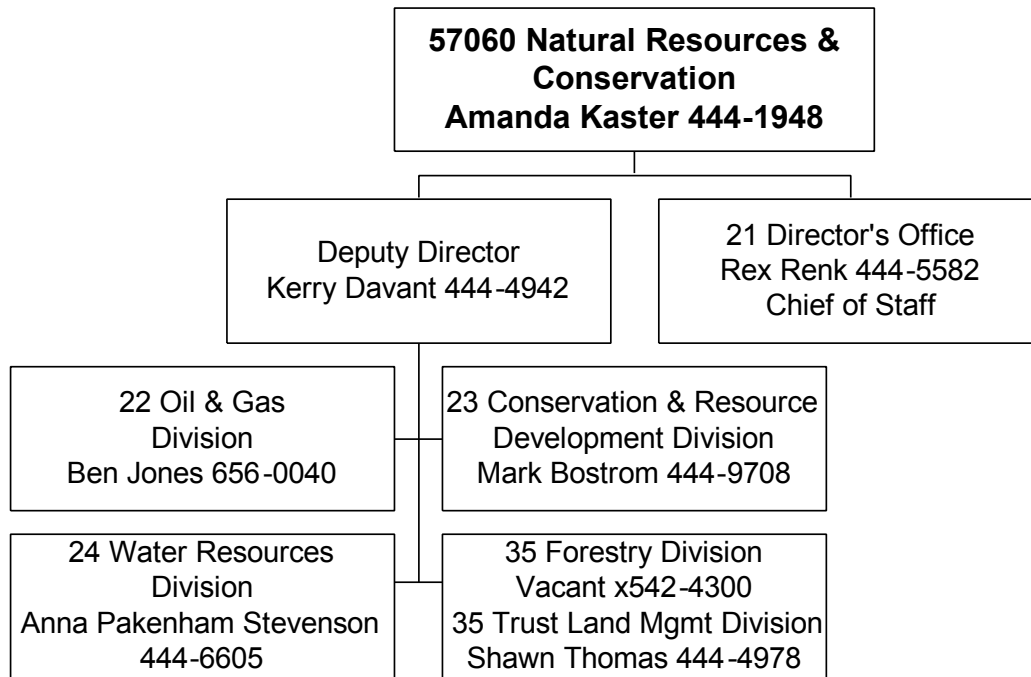 57060 Natural Resources &
Conservation
Amanda Kaster 444-1948
Deputy Director
Kerry Davant 444-4942
21 Director's Office
Rex Renk 444-5582
Chief of Staff
22 Oil & Gas
Division
Ben Jones 656-0040
23 Conservation & Resource
Development Division
Mark Bostrom 444-9708
24 Water Resources
Division
Anna Pakenham Stevenson
444-6605
35 Forestry Division
Vacant x542-4300
35 Trust Land Mgmt Division
Shawn Thomas 444-4978